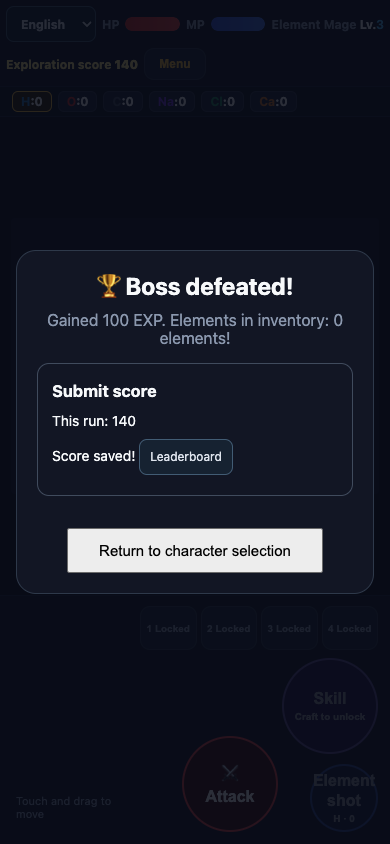 English HP MP Element Mage Lv.3
Exploration score 140 Menu
H:0 O:0 C:0 Na:0 Cl:0 Ca:0
🏆 Boss defeated!
Gained 100 EXP. Elements in inventory: 0
elements!
Submit score
This run: 140
Score saved! Leaderboard
Return to character selection
1 Locked 2 Locked 3 Locked 4 Locked
Skill
Craft to unlock
Attack
Element
shot
H · 0
Touch and drag to
move